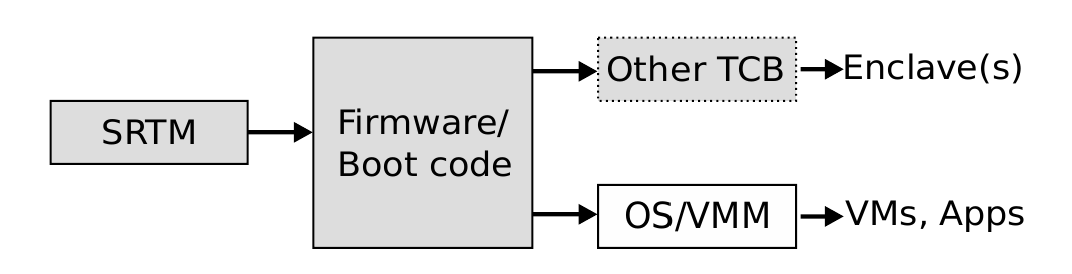 SRTM
Firmware/
Boot code
Other TCB
Enclave(s)
OS/VMM
VMs, Apps